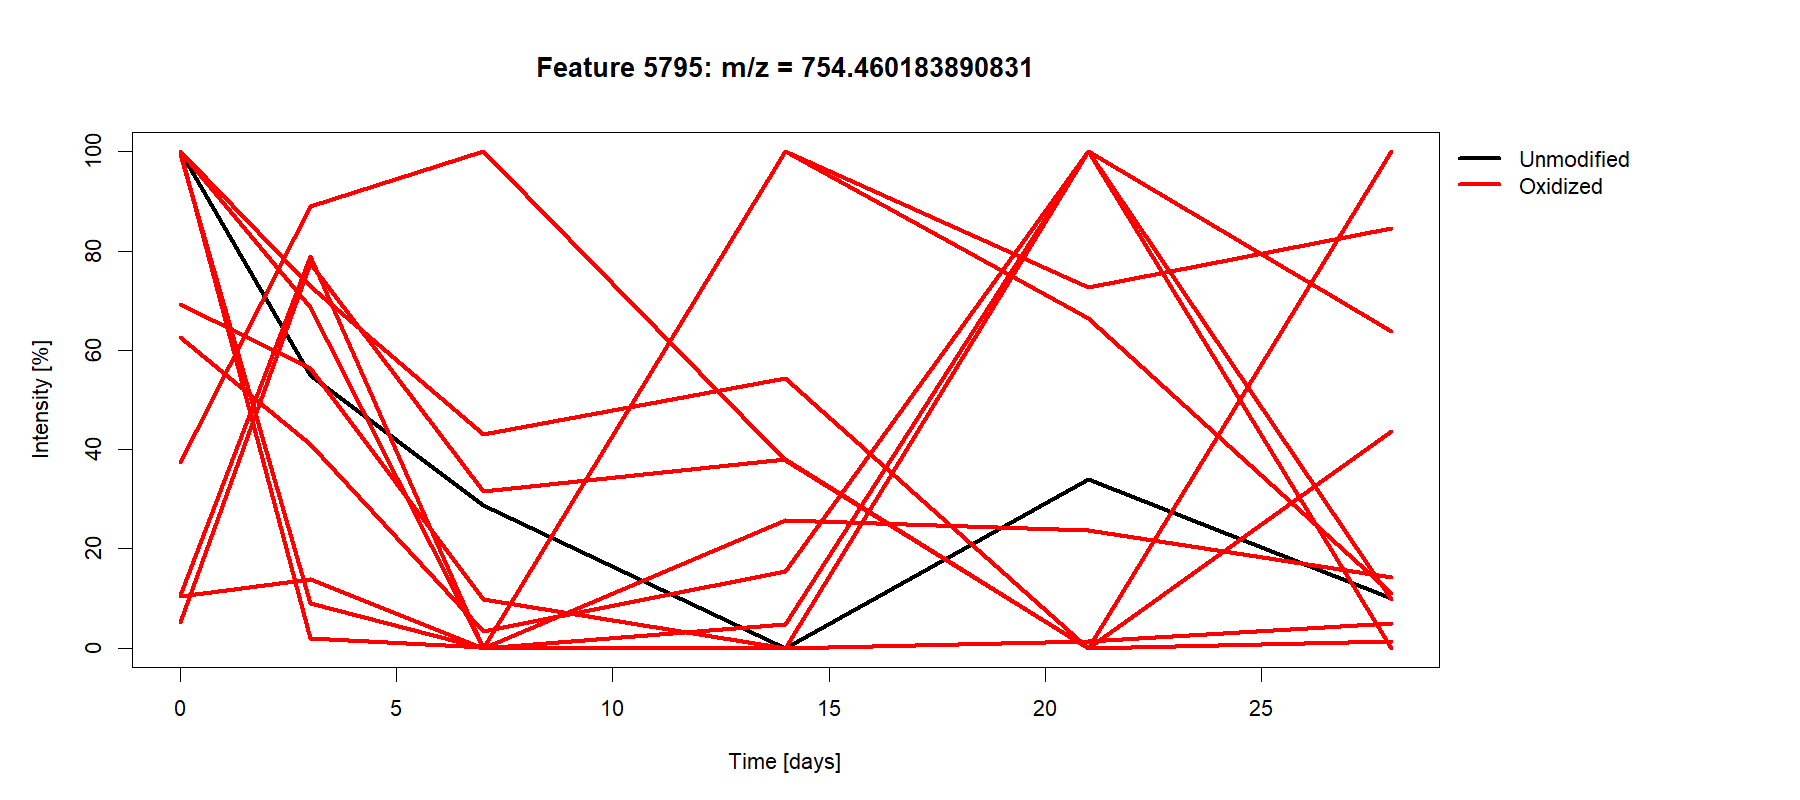 Feature 5795: m/z = 754.460183890831
Unmodified
Oxidized
Intensity [%]
100
80
60
40
20
0
0 5 10 15 20 25
Time [days]